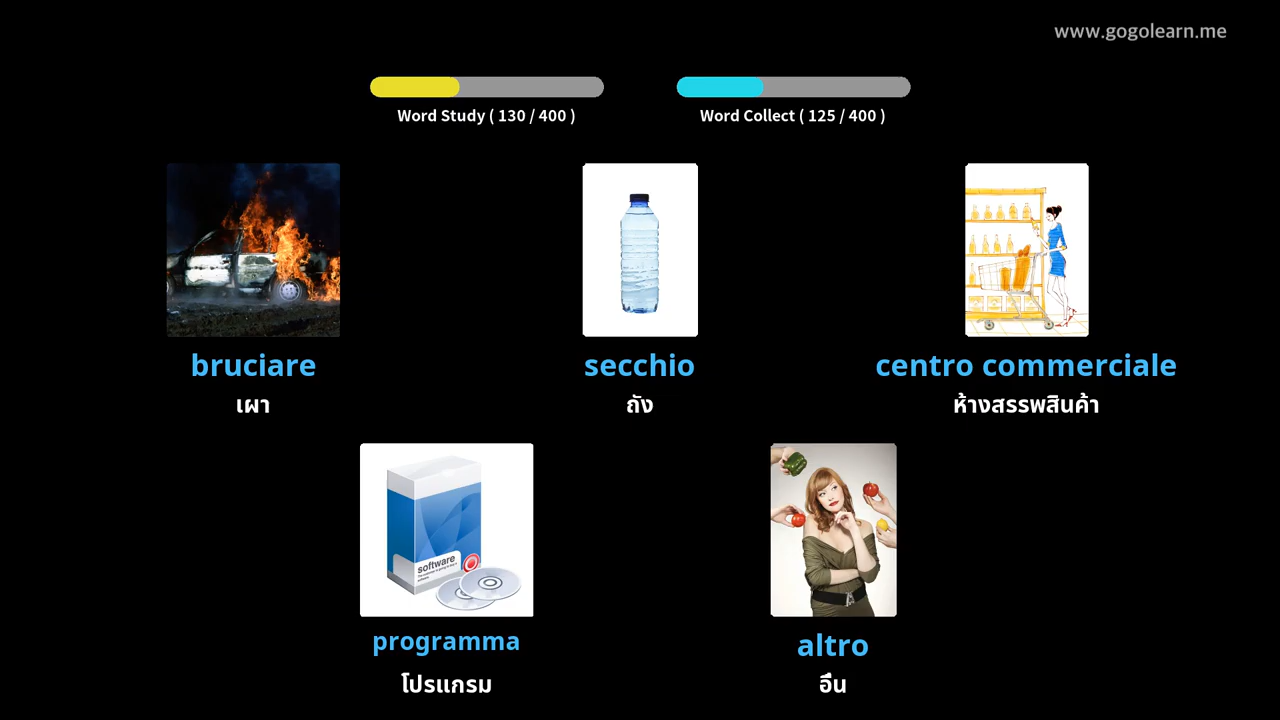 www.gogolearn.me
Word Study ( 130 / 400 )
Word Collect ( 125 / 400 )
bruciare
secchio
centro commerciale
เผา
ถัง
ห้างสรรพสินค้า
software
programma
altro
โปรแกรม
อื่น